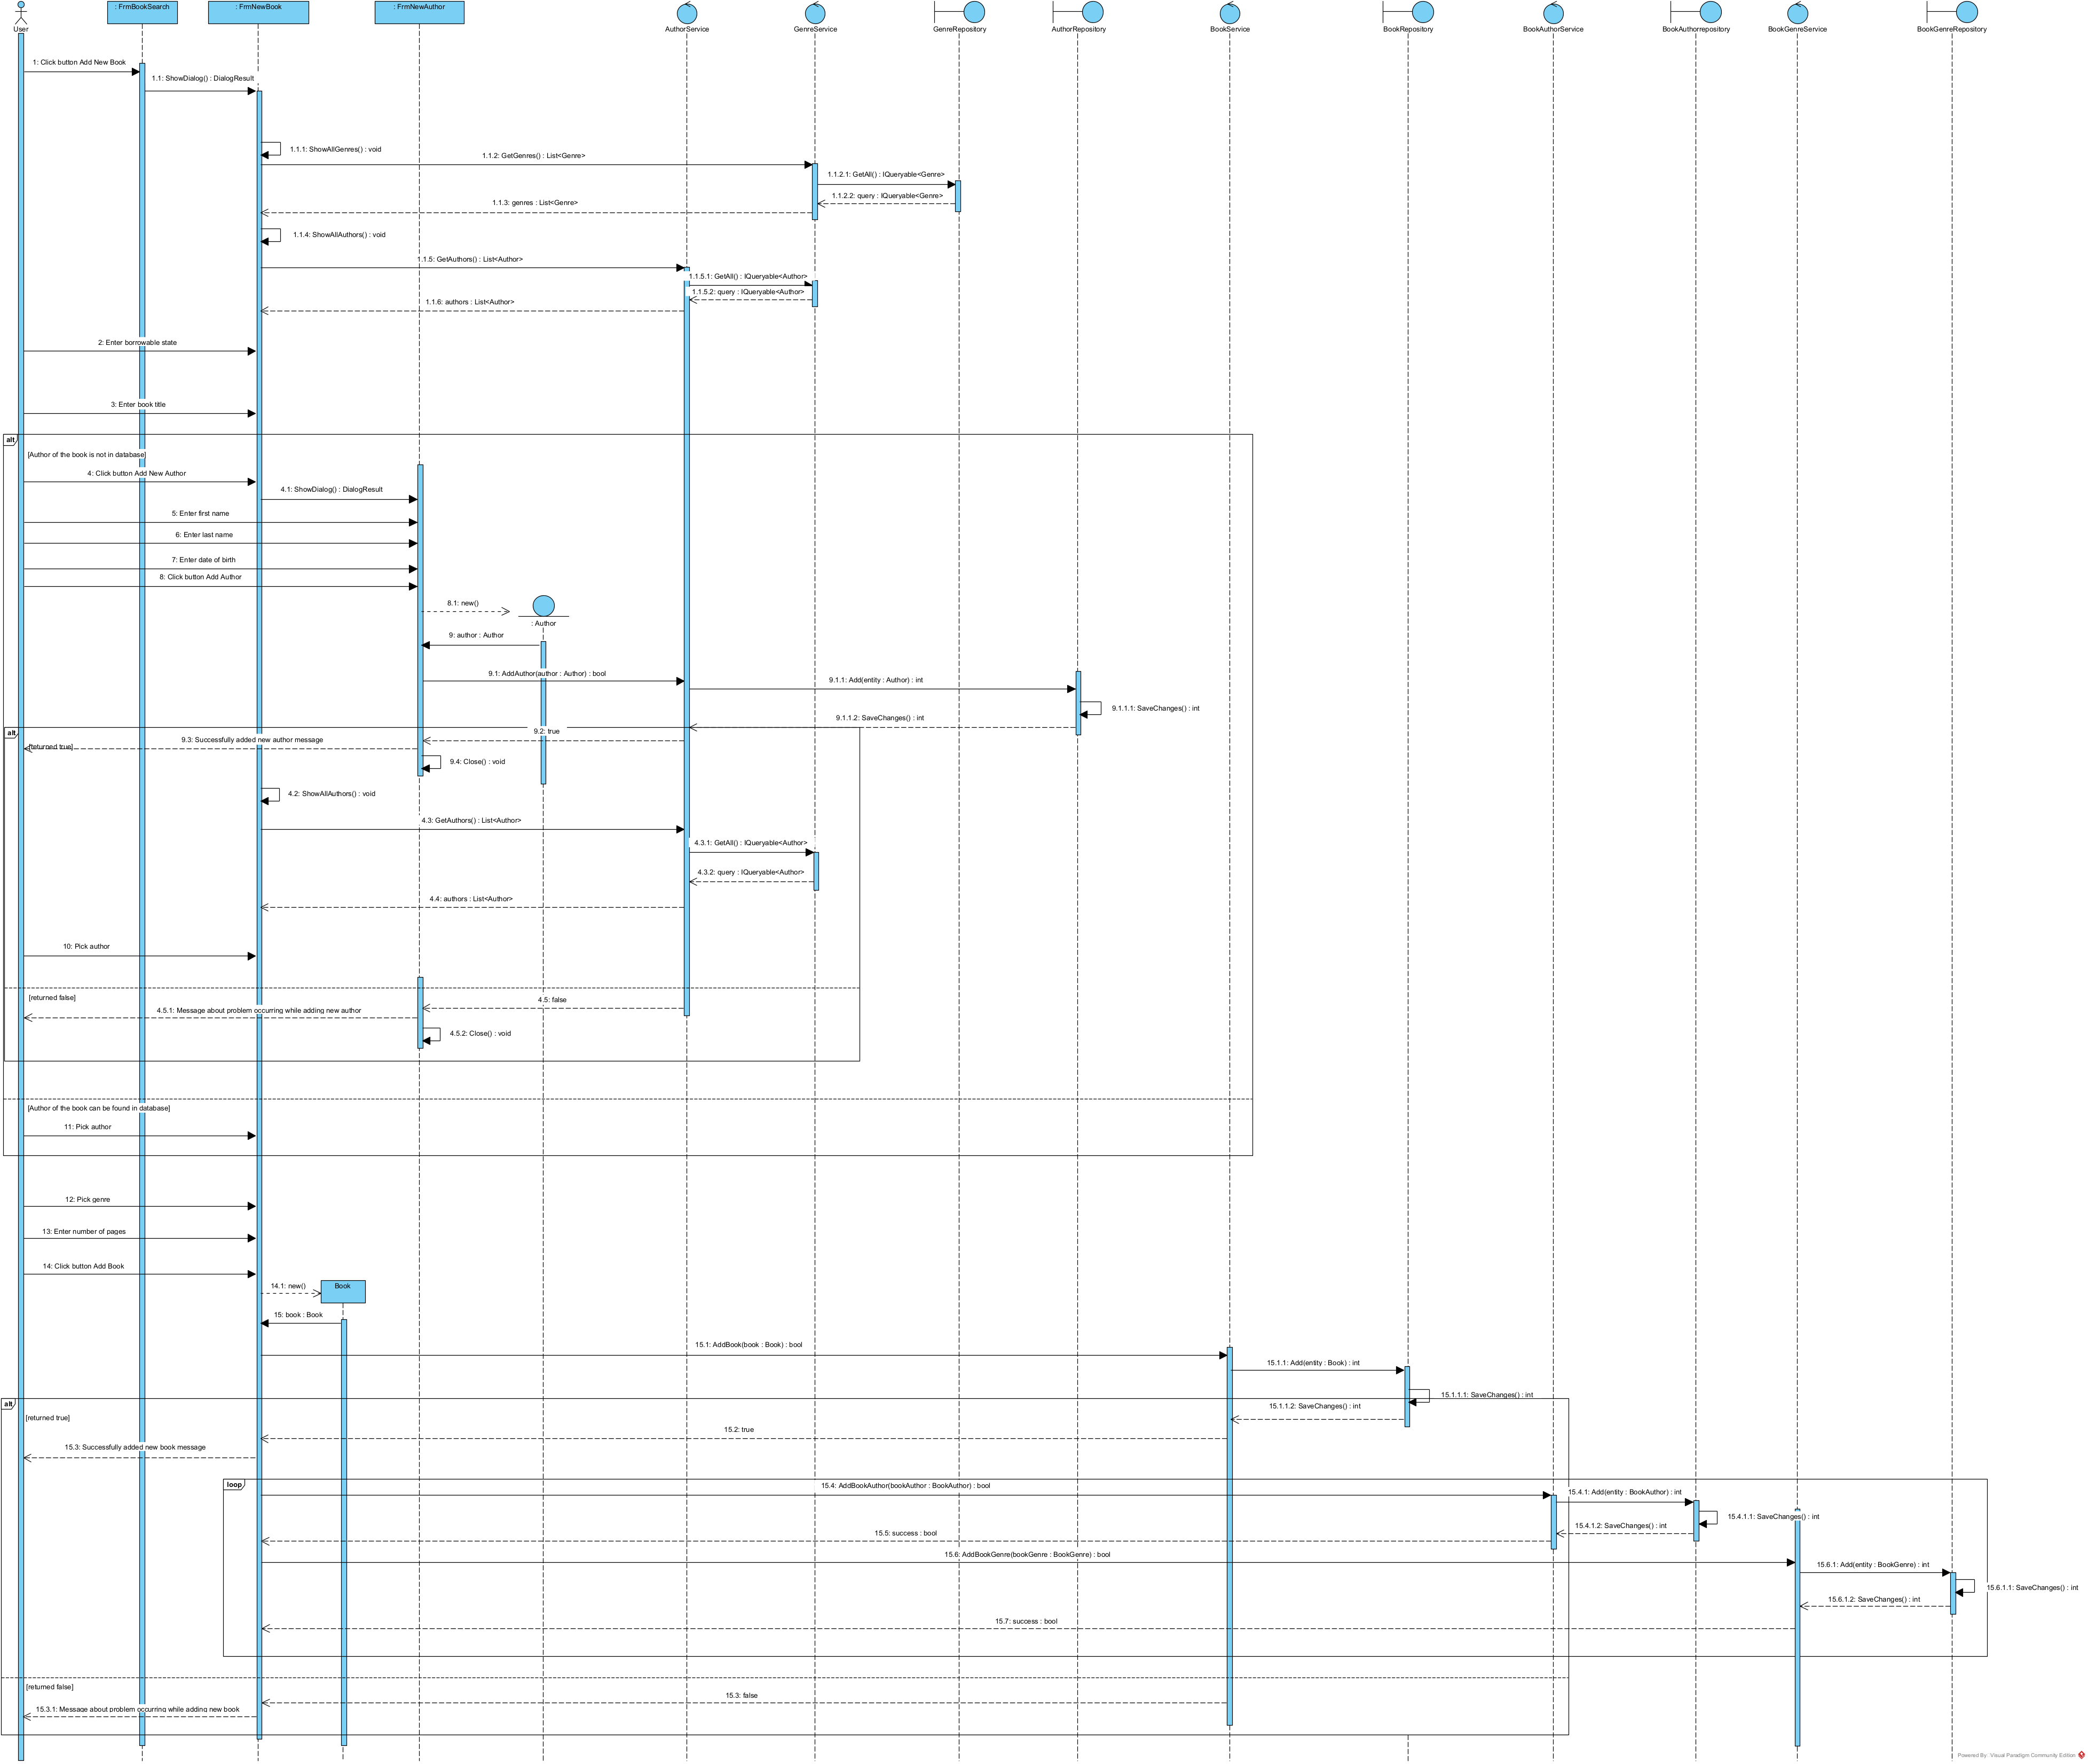 : FrmBookSearch
: FrmNewBook
: FrmNewAuthor
User
AuthorService
GenreService
GenreRepository
AuthorRepository
BookService
BookRepository
BookAuthorService
BookAuthorrepository
BookGenreService
BookGenreRepository
1: Click button Add New Book
1.1: ShowDialog() : DialogResult
1.1.1: ShowAllGenres() : void
1.1.2: GetGenres() : List<Genre>
1.1.2.1: GetAll() : IQueryable<Genre>
1.1.2.2: query : IQueryable<Genre>
1.1.3: genres : List<Genre>
1.1.4: ShowAllAuthors() : void
1.1.5: GetAuthors() : List<Author>
1.1.5.1: GetAll() : IQueryable<Author>
1.1.5.2: query : IQueryable<Author>
1.1.6: authors : List<Author>
2: Enter borrowable state
3: Enter book title
alt
[Author of the book is not in database]
4: Click button Add New Author
4.1: ShowDialog() : DialogResult
5: Enter first name
6: Enter last name
7: Enter date of birth
8: Click button Add Author
8.1: new()
: Author
9: author : Author
9.1: AddAuthor(author : Author) : bool
9.1.1: Add(entity : Author) : int
9.1.1.1: SaveChanges() : int
9.1.1.2: SaveChanges() : int
alt
9.2: true
9.3: Successfully added new author message
[returned true]
9.4: Close() : void
4.2: ShowAllAuthors() : void
4.3: GetAuthors() : List<Author>
4.3.1: GetAll() : IQueryable<Author>
4.3.2: query : IQueryable<Author>
4.4: authors : List<Author>
10: Pick author
[returned false]
4.5: false
4.5.1: Message about problem occurring while adding new author
4.5.2: Close() : void
[Author of the book can be found in database]
11: Pick author
12: Pick genre
13: Enter number of pages
14: Click button Add Book
14.1: new()
Book
15: book : Book
15.1: AddBook(book : Book) : bool
15.1.1: Add(entity : Book) : int
15.1.1.1: SaveChanges() : int
alt
15.1.1.2: SaveChanges() : int
[returned true]
15.2: true
15.3: Successfully added new book message
loop
15.4: AddBookAuthor(bookAuthor : BookAuthor) : bool
15.4.1: Add(entity : BookAuthor) : int
15.4.1.1: SaveChanges() : int
15.4.1.2: SaveChanges() : int
15.5: success : bool
15.6: AddBookGenre(bookGenre : BookGenre) : bool
15.6.1: Add(entity : BookGenre) : int
15.6.1.1: SaveChanges() : int
15.6.1.2: SaveChanges() : int
15.7: success : bool
[returned false]
15.3: false
15.3.1: Message about problem occurring while adding new book
Powered By Visual Paradigm Community Edition